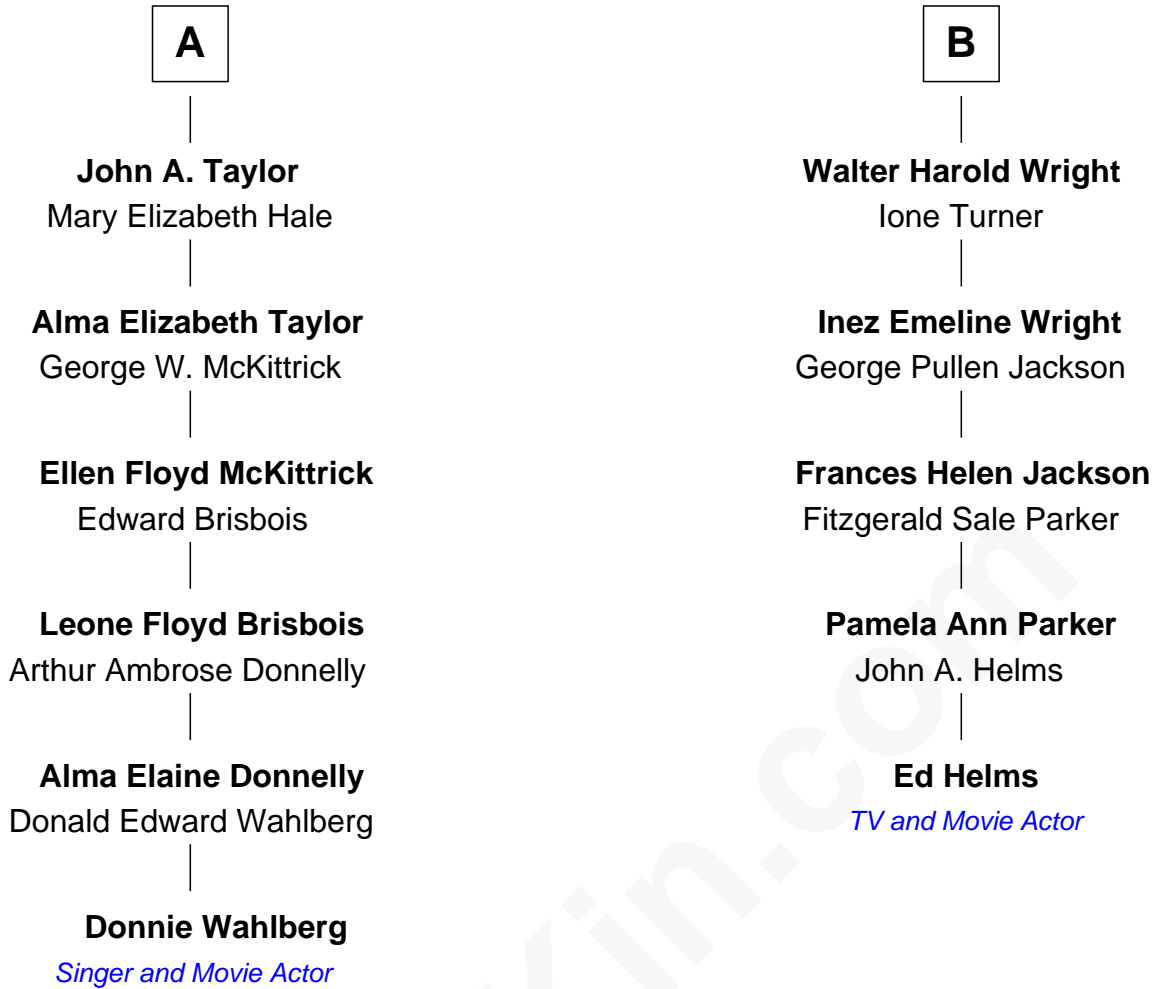 A
John A. Taylor
Mary Elizabeth Hale
Alma Elizabeth Taylor
George W. McKittrick
Ellen Floyd McKittrick
Edward Brisbois
Leone Floyd Brisbois
Arthur Ambrose Donnelly
Alma Elaine Donnelly
Donald Edward Wahlberg
Donnie Wahlberg
Singer and Movie Actor
B
Walter Harold Wright
Ione Turner
Inez Emeline Wright
George Pullen Jackson
Frances Helen Jackson
Fitzgerald Sale Parker
Pamela Ann Parker
John A. Helms
Ed Helms
TV and Movie Actor
Kin.com